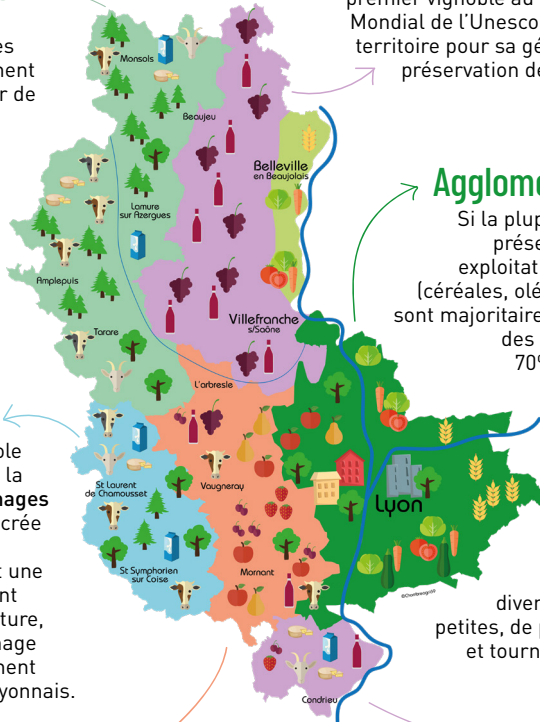 premier vignoble au
Mondial de l'Unesco
territoire pour sa gé
préservation de
es
ment
r de
Monsols
Beaujeu
Belleville
en Beaujolais
Lamure
sur Azergues
Amplepuis
Villefranche
s/Saône
Tarare
L'arbresle
Agglomé
Si la plup
prése
exploitat
(céréales, olé
sont majoritaire
des
70%
ble
la
nages
crée
t une
nt
ture,
nage
ment
yonnais.
St Laurent
de Chamousset
Vaugneray
Lyon
St Symphorien
sur Coise
Mornant
Condrieu
diver
petites, de p
et tourn